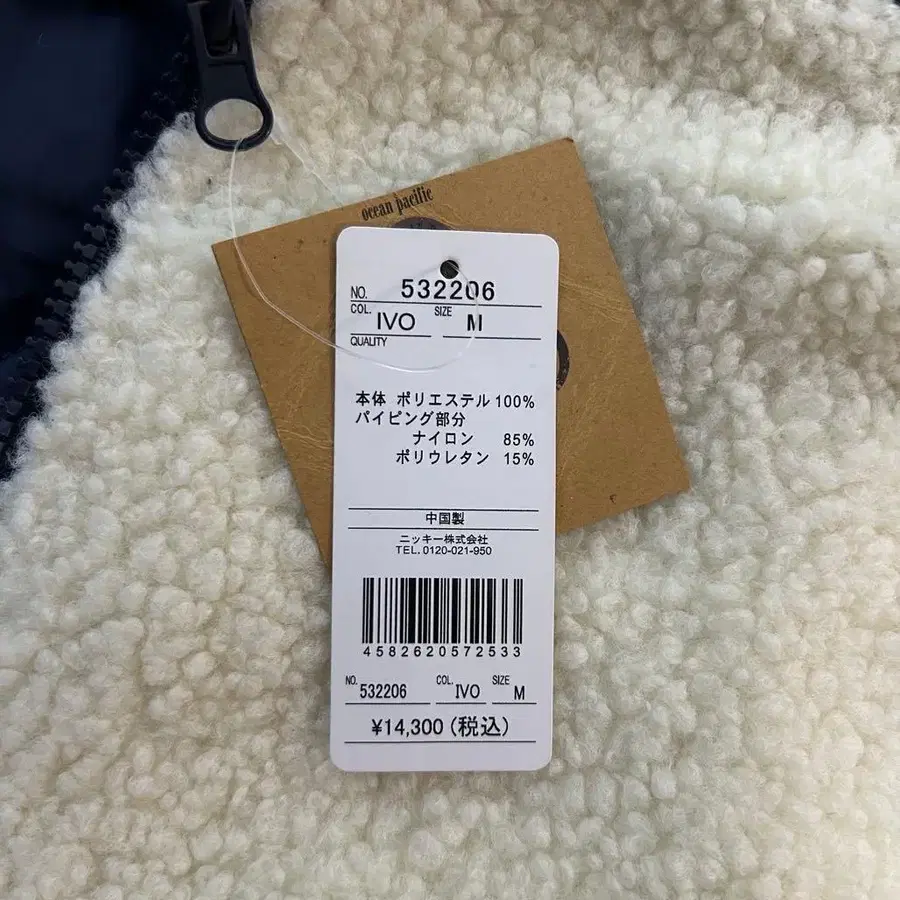 ocean pacific
NO. 532206
COL. IVO SIZE M
QUALITY
本体 ポリエステル 100%
パイピング部分
ナイロン 85%
ポリウレタン 15%
中国製
ニッキー株式会社
TEL. 0120-021-950
4582620572533
NO. 532206 COL. IVO SIZE M
¥14,300(税込)